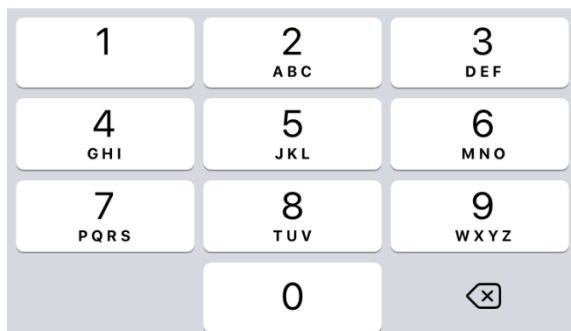 1 2 3
ABC DEF
4 5 6
GHI JKL MNO
7 8 9
PQRS TUV WXYZ
0